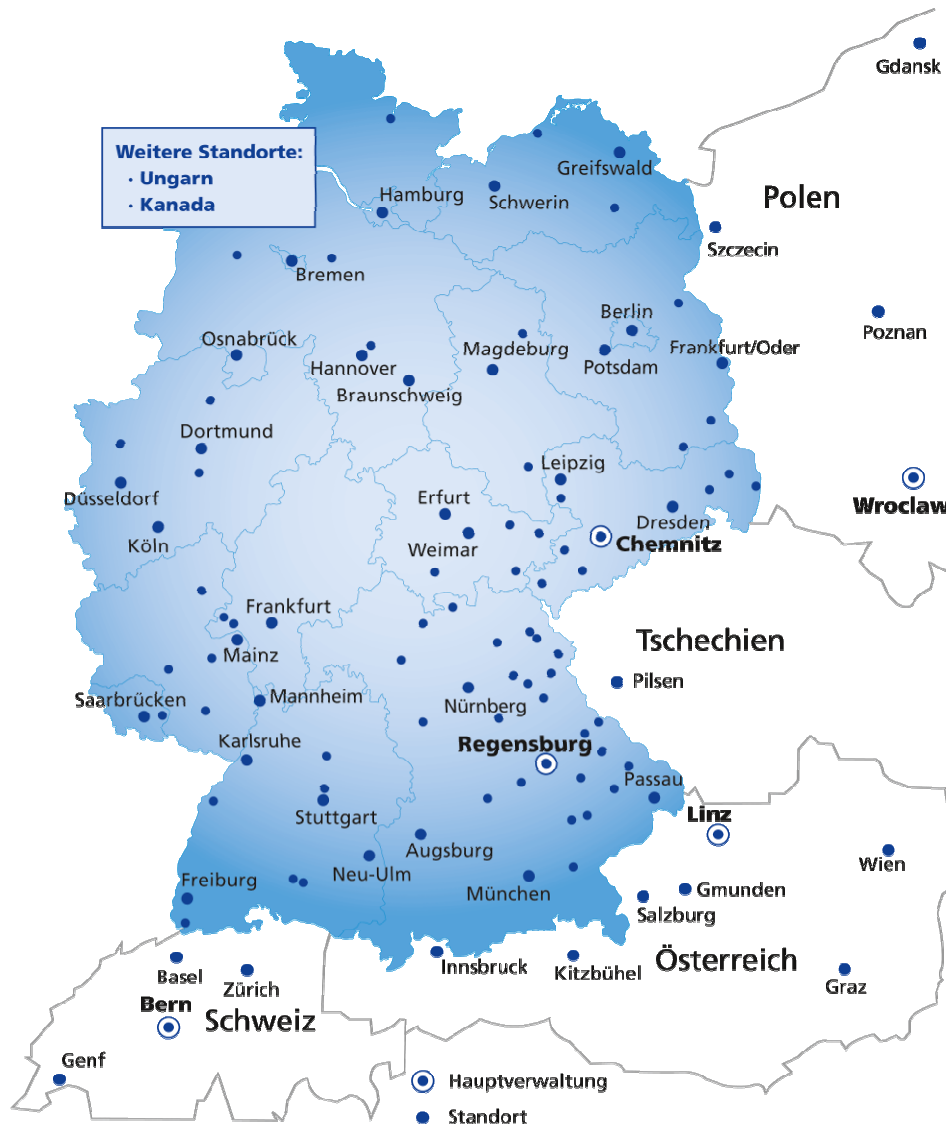 Gdansk
Weitere Standorte:
· Ungarn
· Kanada
Greifswald
Hamburg
Schwerin
Polen
Szczecin
Bremen
Berlin
Poznan
Osnabrück
Hannover
Magdeburg
Potsdam
Frankfurt/Oder
Braunschweig
Dortmund
Leipzig
Düsseldorf
Erfurt
Wroclaw
Dresden
Köln
Weimar
Chemnitz
Frankfurt
Tschechien
Mainz
Pilsen
Saarbrücken
Mannheim
Nürnberg
Karlsruhe
Regensburg
Passau
Stuttgart
Linz
Augsburg
Wien
Neu-Ulm
Freiburg
München
Gmunden
Salzburg
Innsbruck
Kitzbühel
Österreich
Basel
Zürich
Graz
Bern
Schweiz
Genf
Hauptverwaltung
Standort